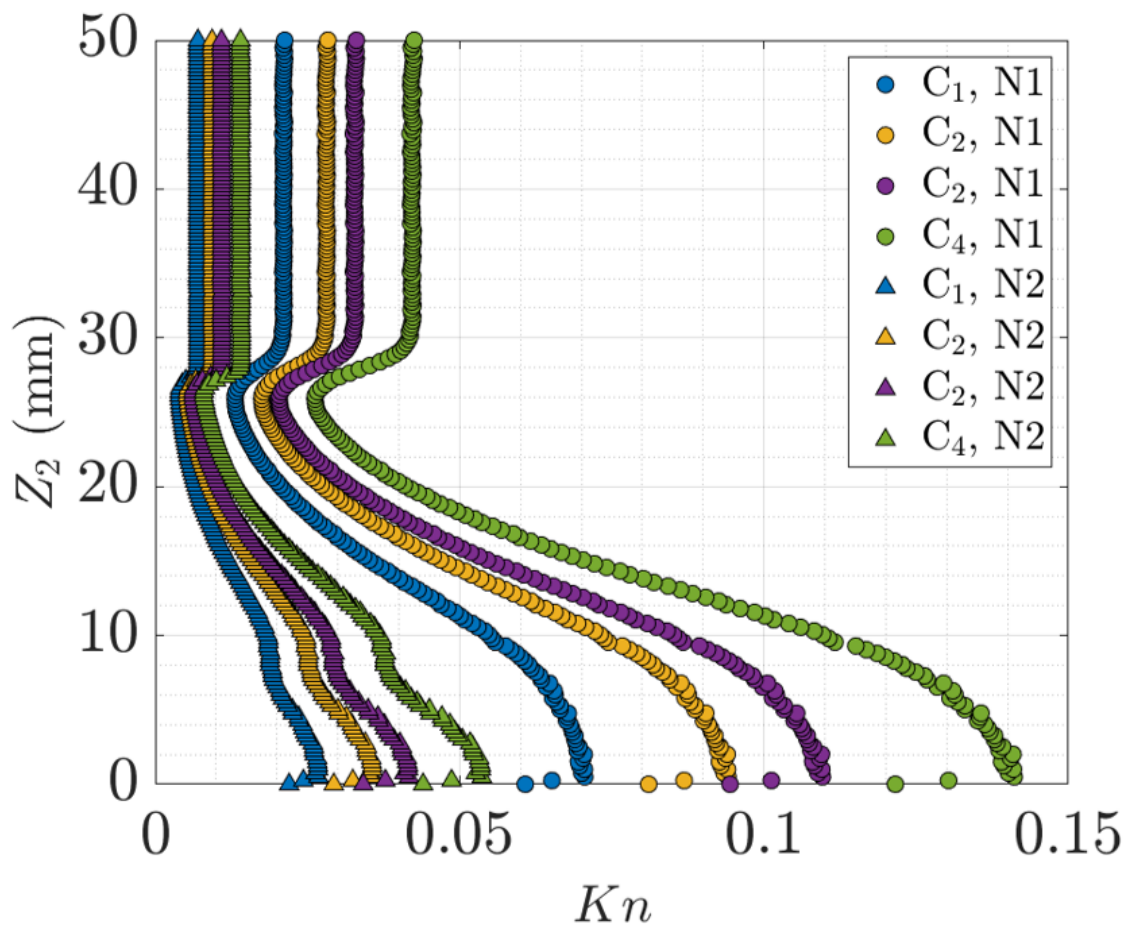 50
40
30
20
10
0
Z₂ (mm)
0
0.05
0.1
0.15
Kn
C₁, N1
C₂, N1
C₂, N1
C₄, N1
C₁, N2
C₂, N2
C₂, N2
C₄, N2